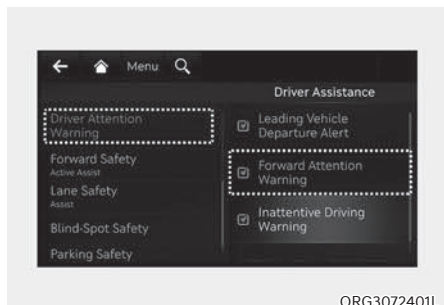 Menu
Driver Assistance
Driver Attention
Warning
Forward Safety
Active Assist
Lane Safety
Assist
Blind-Spot Safety
Parking Safety
Leading Vehicle
Departure Alert
Forward Attention
Warning
Inattentive Driving
Warning
ORG3072401L